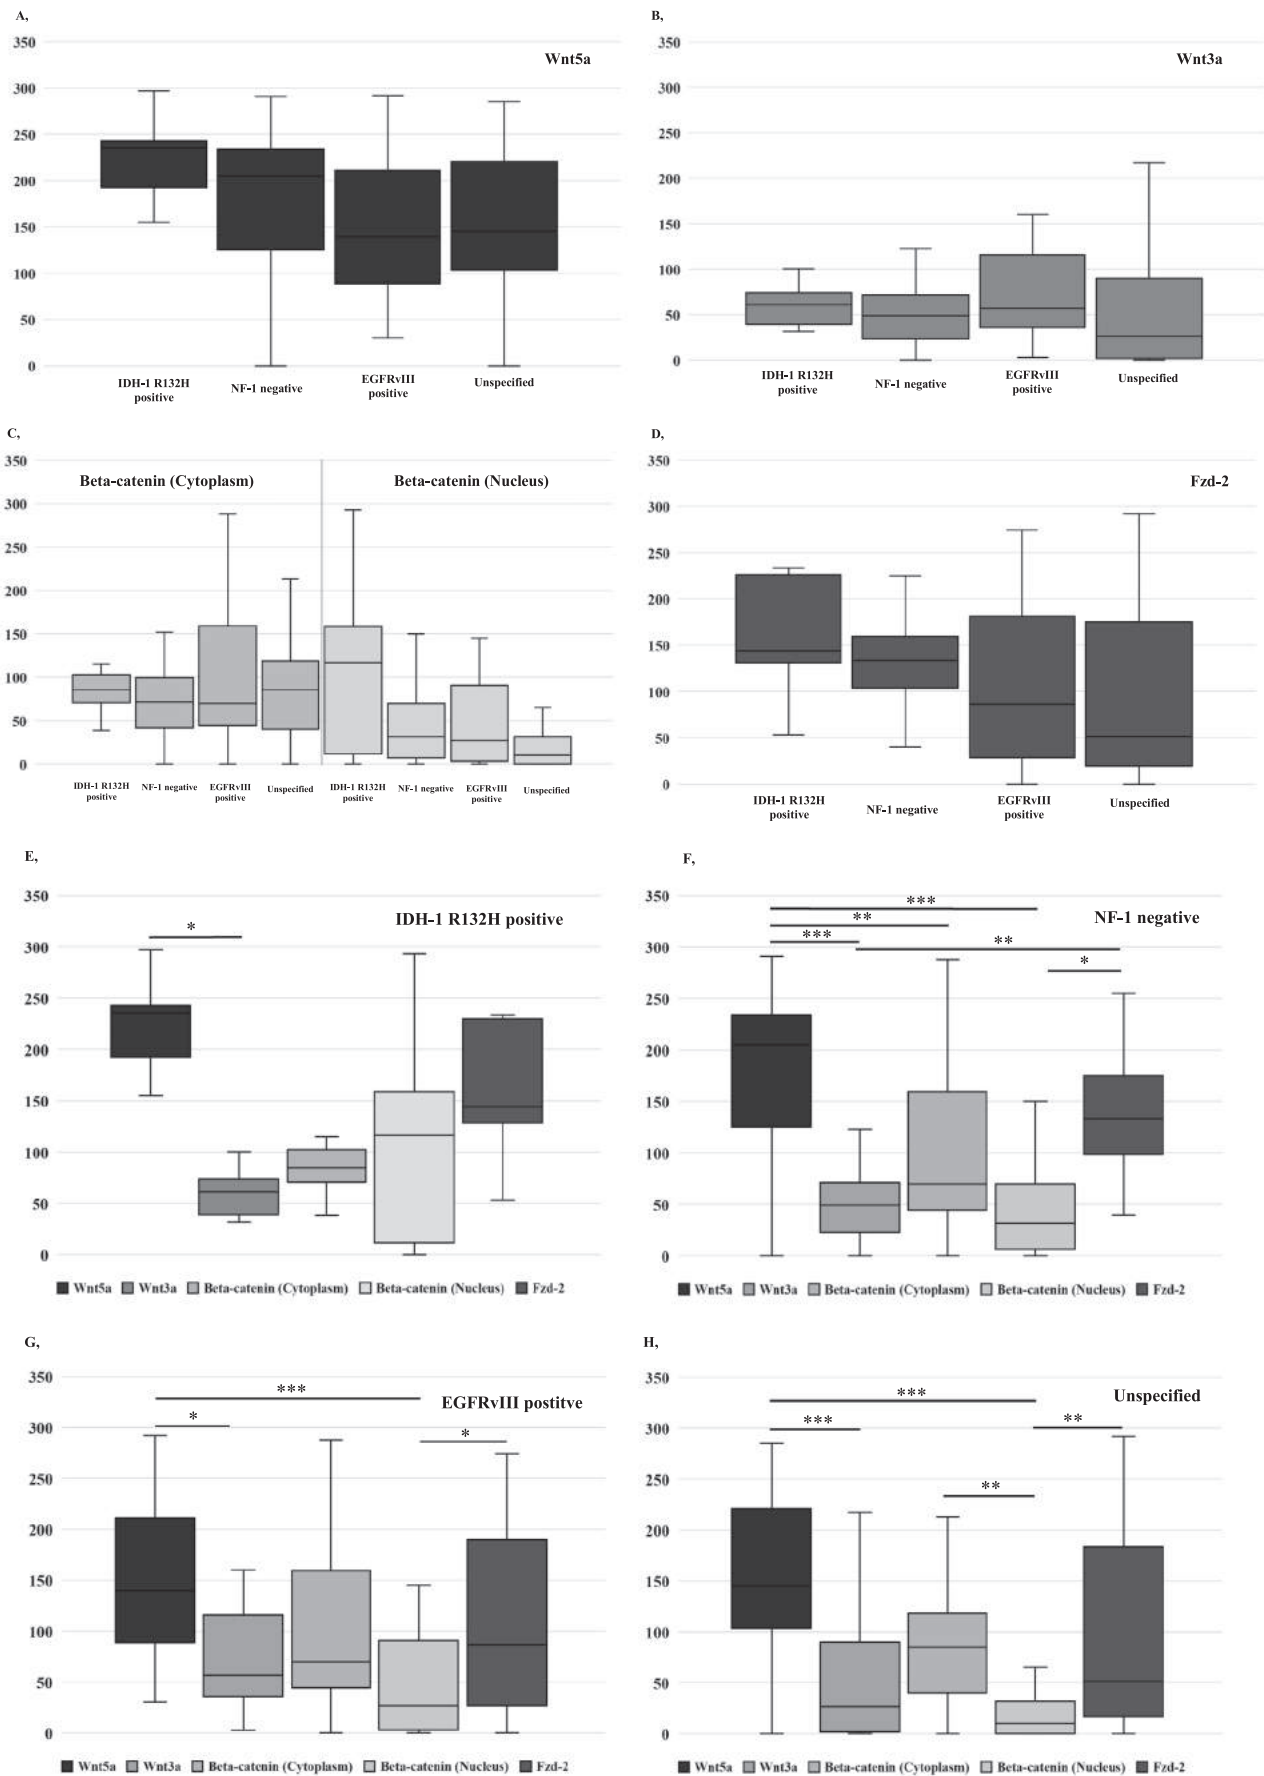 A,
350
300
250
200
150
100
50
0
Wnt5a
IDH-1 R132H
positive
NF-1 negative
EGFRvIII
positive
Unspecified
B,
350
300
250
200
150
100
50
0
Wnt3a
IDH-1 R132H
positive
NF-1 negative
EGFRvIII
positive
Unspecified
C,
350
300
250
200
150
100
50
0
Beta-catenin (Cytoplasm)
Beta-catenin (Nucleus)
IDH-1 R132H
positive
NF-1 negative
EGFRvIII
positive
Unspecified
IDH-1 R132H
positive
NF-1 negative
EGFRvIII
positive
Unspecified
D,
350
300
250
200
150
100
50
0
Fzd-2
IDH-1 R132H
positive
NF-1 negative
EGFRvIII
positive
Unspecified
E,
350
300
250
200
150
100
50
0
IDH-1 R132H positive
*
Wnt5a Wnt3a Beta-catenin (Cytoplasm) Beta-catenin (Nucleus) Fzd-2
F,
350
300
250
200
150
100
50
0
NF-1 negative
***
**
***
**
*
Wnt5a Wnt3a Beta-catenin (Cytoplasm) Beta-catenin (Nucleus) Fzd-2
G,
350
300
250
200
150
100
50
0
EGFRvIII postitve
***
*
*
Wnt5a Wnt3a Beta-catenin (Cytoplasm) Beta-catenin (Nucleus) Fzd-2
H,
350
300
250
200
150
100
50
0
Unspecified
***
***
**
**
Wnt5a Wnt3a Beta-catenin (Cytoplasm) Beta-catenin (Nucleus) Fzd-2